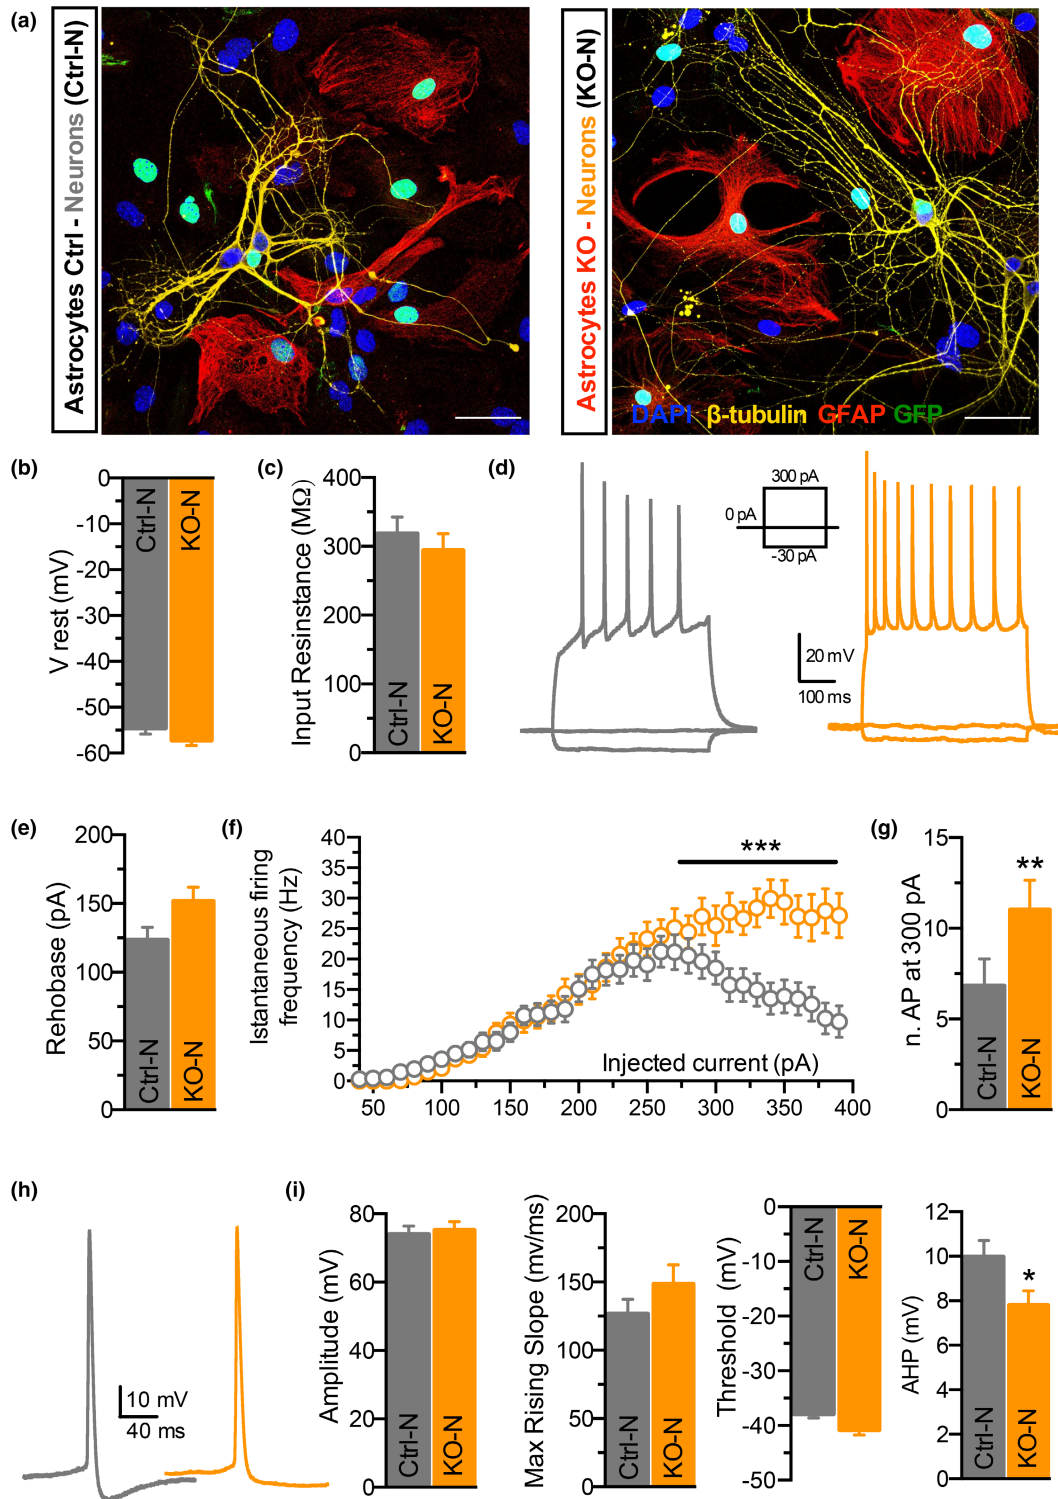 (a)
Astrocytes Ctrl - Neurons (Ctrl-N)
Astrocytes KO - Neurons (KO-N)
DAPI β-tubulin GFAP GFP
(b)
V rest (mV)
0
-10
-20
-30
-40
-50
-60
Ctrl-N
KO-N
(c)
Input Resinstance (MΩ)
400
300
200
100
0
Ctrl-N
KO-N
(d)
300 pA
0 pA
-30 pA
20 mV
100 ms
(e)
Rehobase (pA)
200
150
100
50
0
Ctrl-N
KO-N
(f)
Istantaneous firing
frequency (Hz)
40
35
30
25
20
15
10
5
0
***
Injected current (pA)
50 100 150 200 250 300 350 400
(g)
n. AP at 300 pA
15
10
5
0
**
Ctrl-N
KO-N
(h)
10 mV
40 ms
(i)
Amplitude (mV)
80
60
40
20
0
Ctrl-N
KO-N
Max Rising Slope (mv/ms)
200
150
100
50
0
Ctrl-N
KO-N
Threshold (mV)
0
-10
-20
-30
-40
-50
Ctrl-N
KO-N
AHP (mV)
12
10
8
6
4
2
0
*
Ctrl-N
KO-N